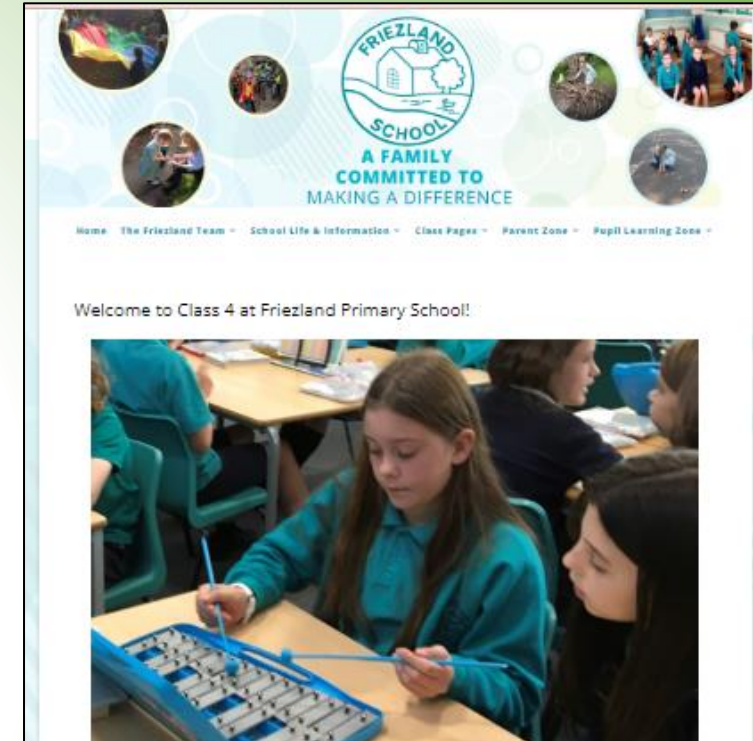 FRIEZLAND
SCHOOL
A FAMILY
COMMITTED TO
MAKING A DIFFERENCE
Home The Friezland Team School Life & Information Class Pages Parent Zone Pupil Learning Zone
Welcome to Class 4 at Friezland Primary School!